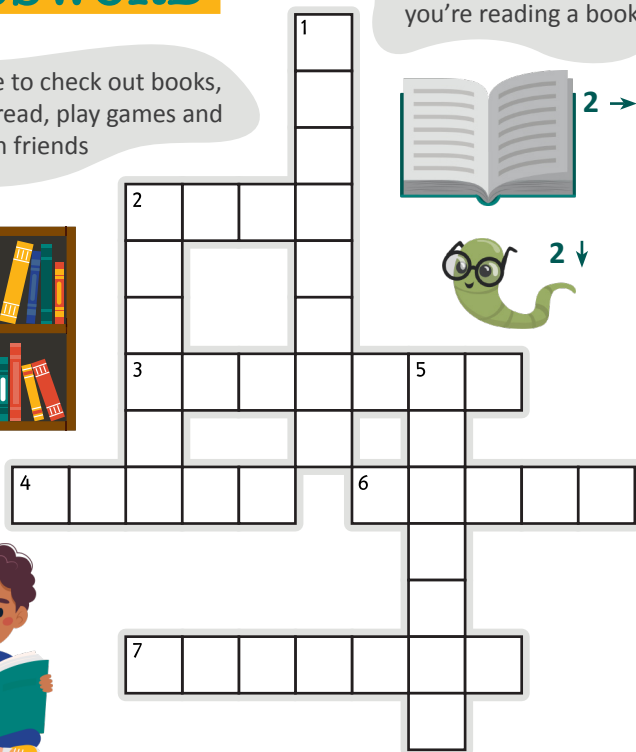 you're reading a book
to check out books,
read, play games and
friends
1
2 →
2
2 ↓
3
5
4
6
7